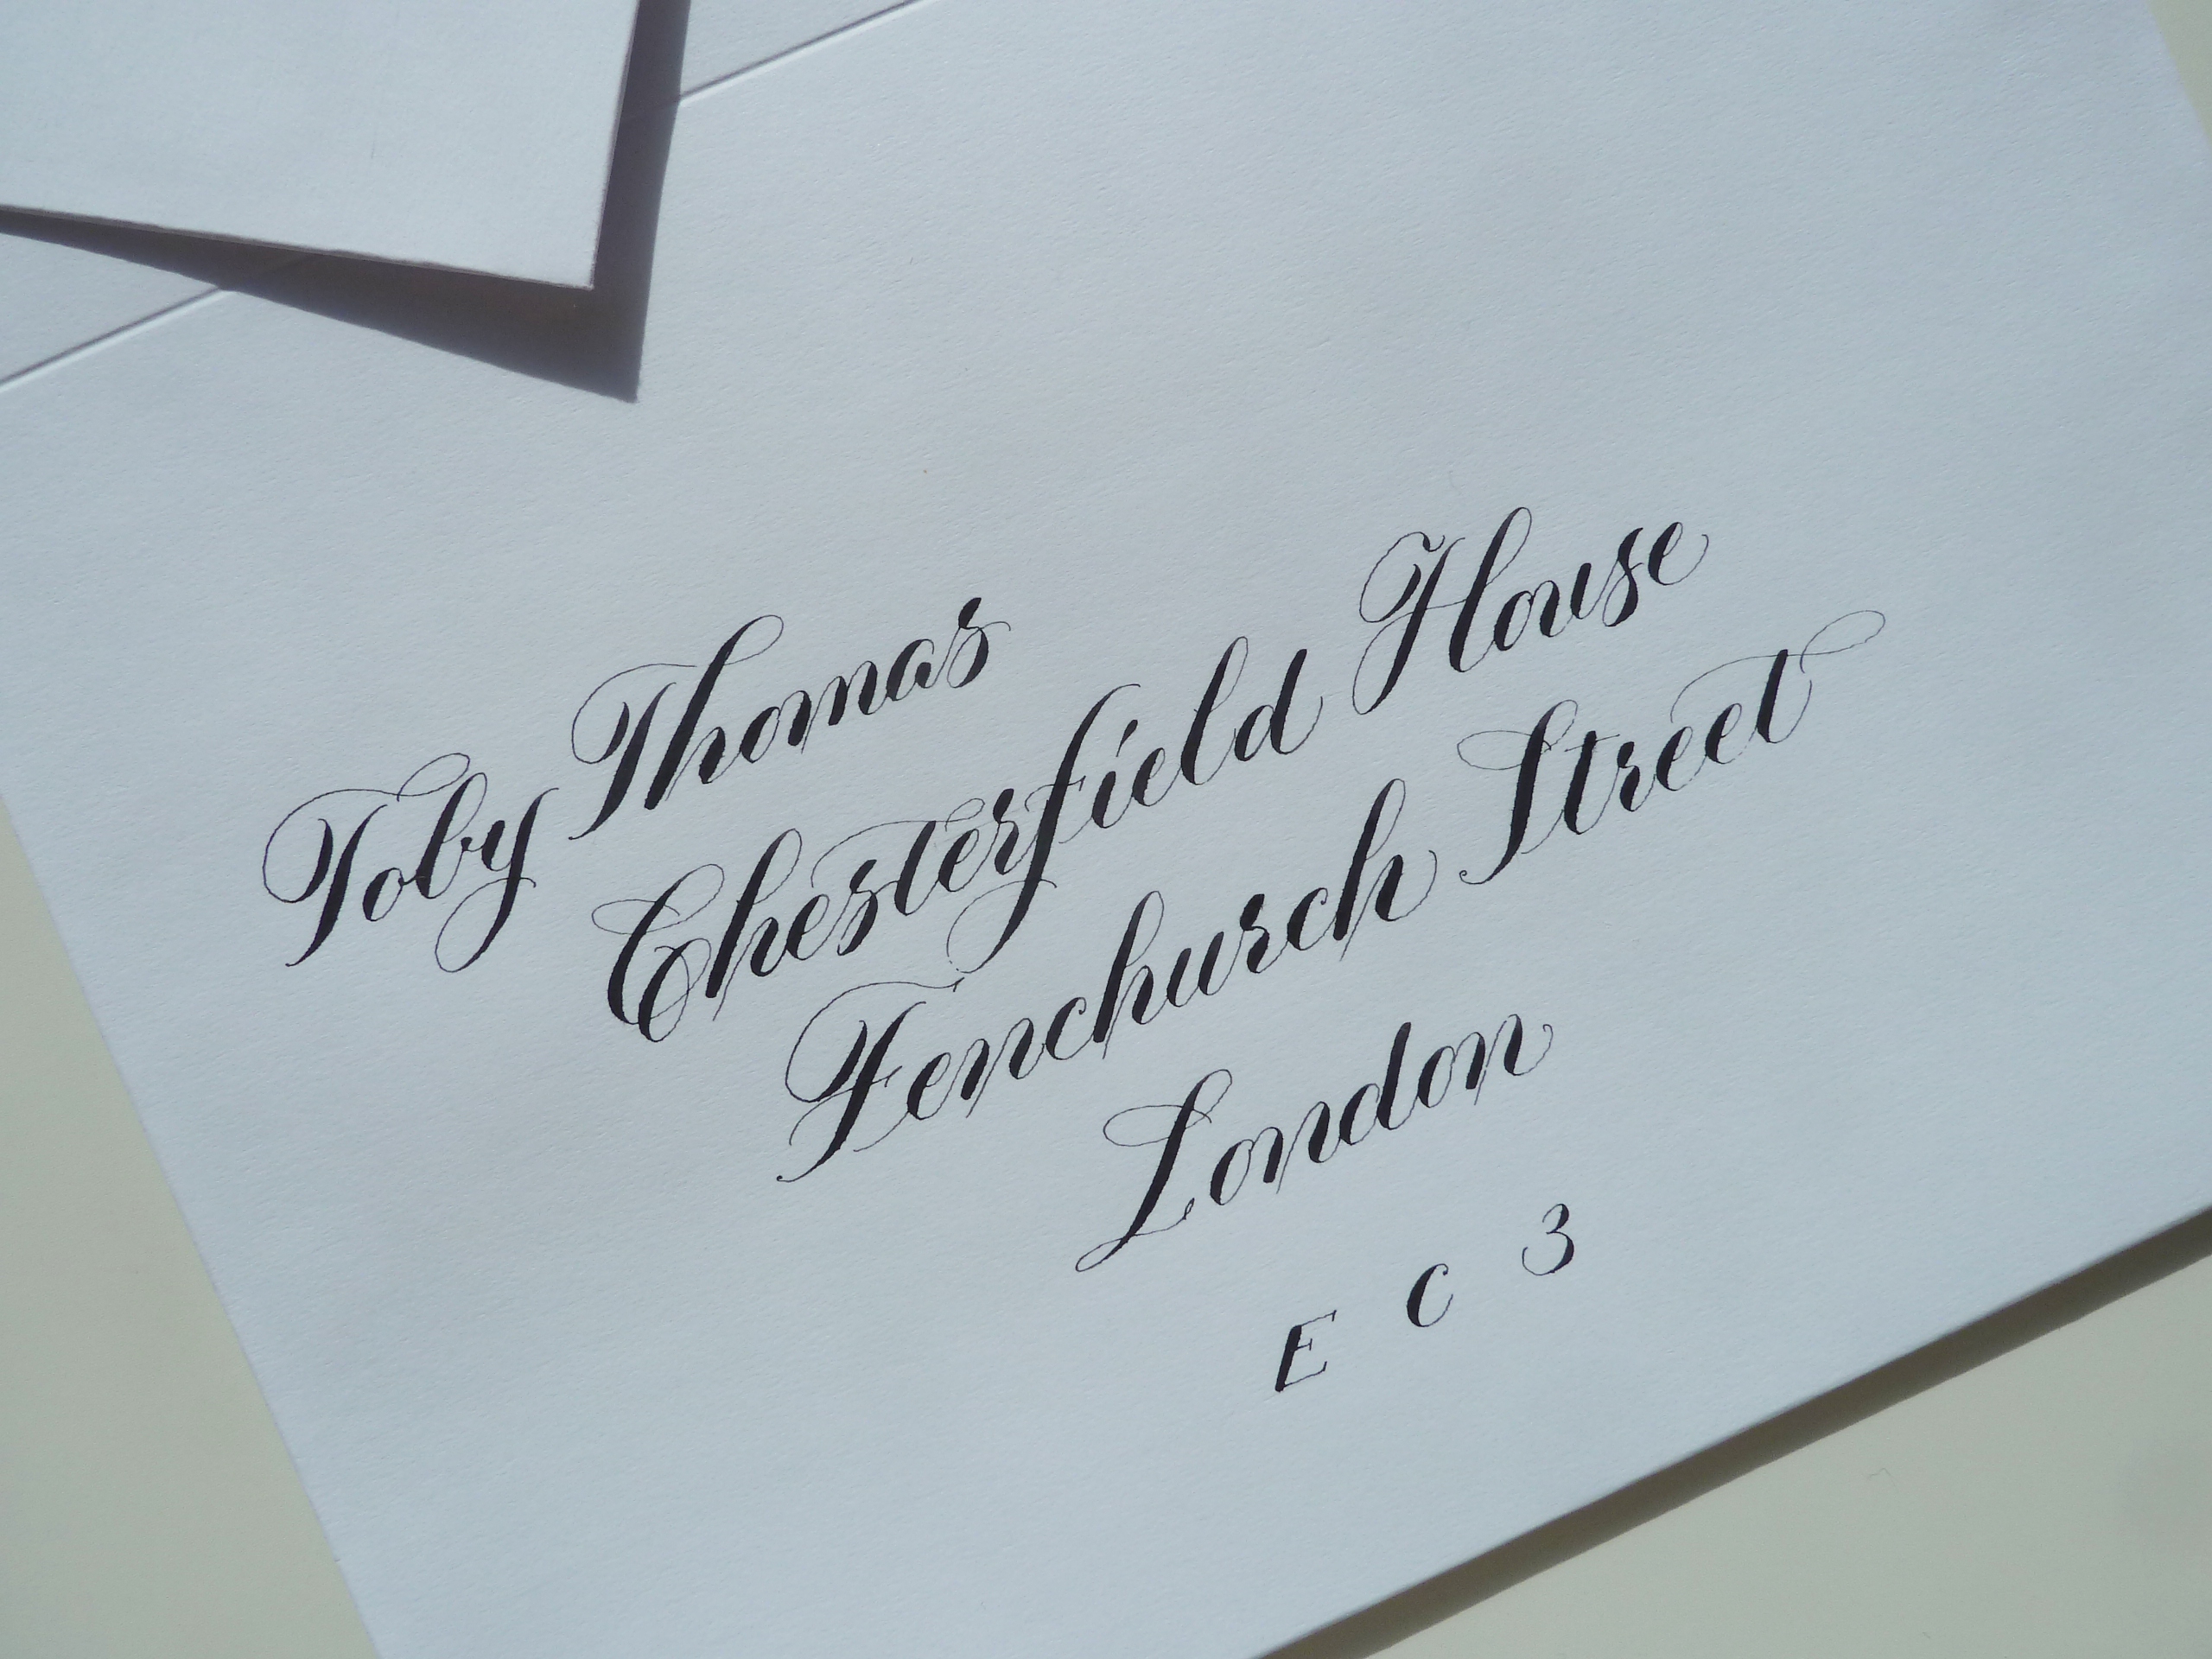 Toby Thomas
Chesterfield House
Fenchurch Street
London
E C 3